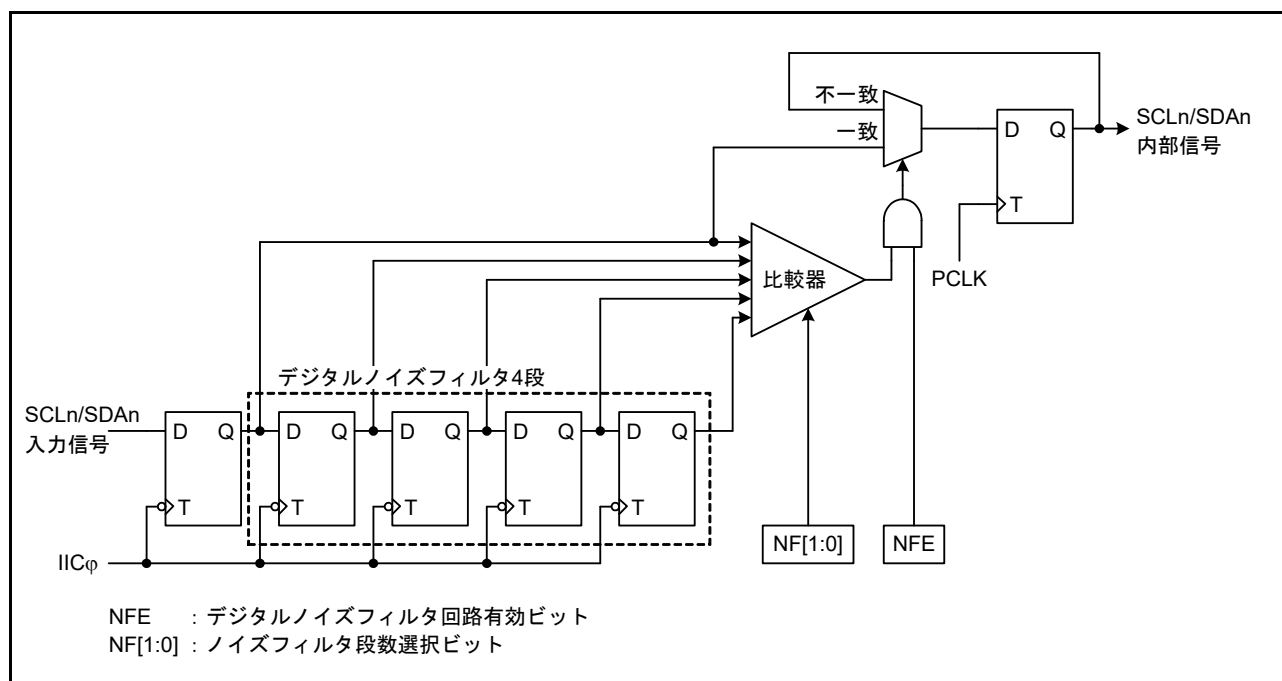 不一致
一致
D Q
T
SCLn/SDAn
内部信号
PCLK
比較器
デジタルノイズフィルタ4段
SCLn/SDAn
入力信号
D Q
T
D Q
T
D Q
T
D Q
T
D Q
T
IICφ
NF[1:0]
NFE
NFE : デジタルノイズフィルタ回路有効ビット
NF[1:0] : ノイズフィルタ段数選択ビット